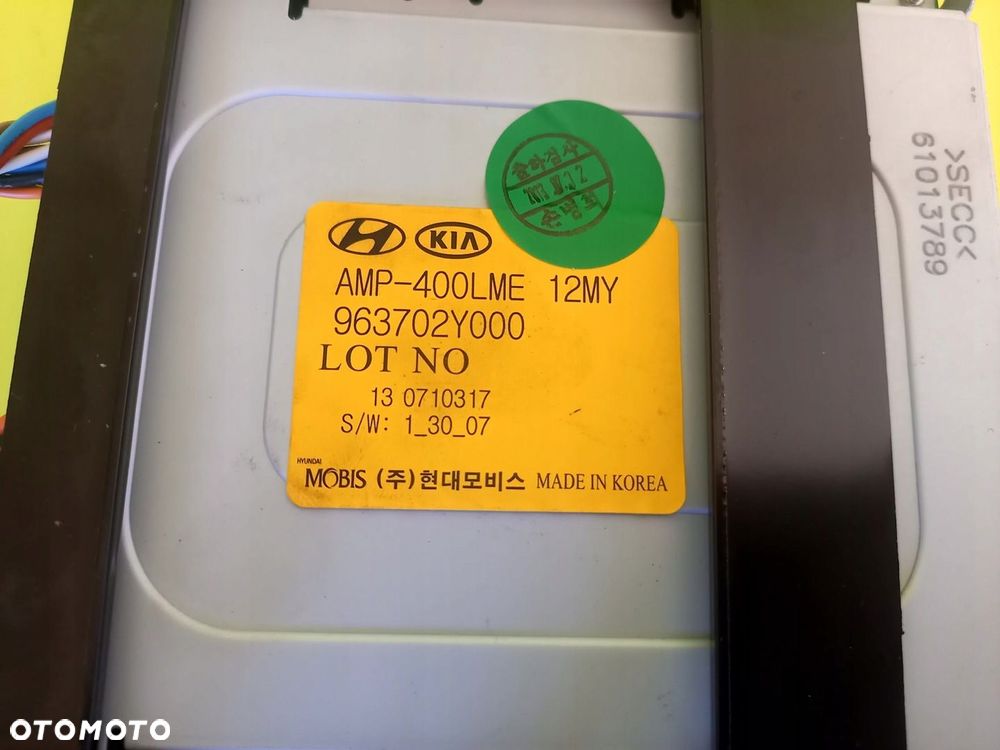 >SECC<
61013789
KIA
AMP-400LME 12MY
963702Y000
LOT NO
13 0710317
S/W: 1_30_07
HYUNDAI
MOBIS (주)현대모비스 MADE IN KOREA
OTOMOTO